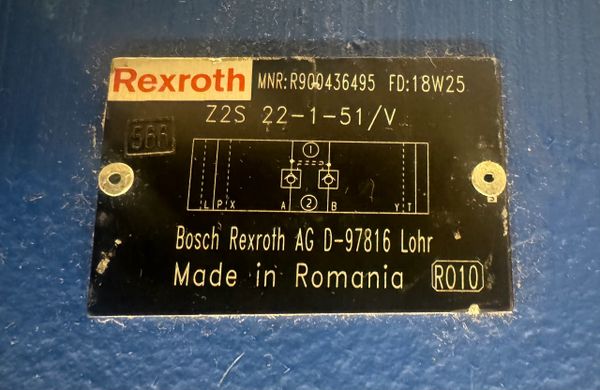 Rexroth MNR:R900436495 FD:18W25
Z2S 22-1-51/V
566
1
L P X A 2 B Y T
Bosch Rexroth AG D-97816 Lohr
Made in Romania R010